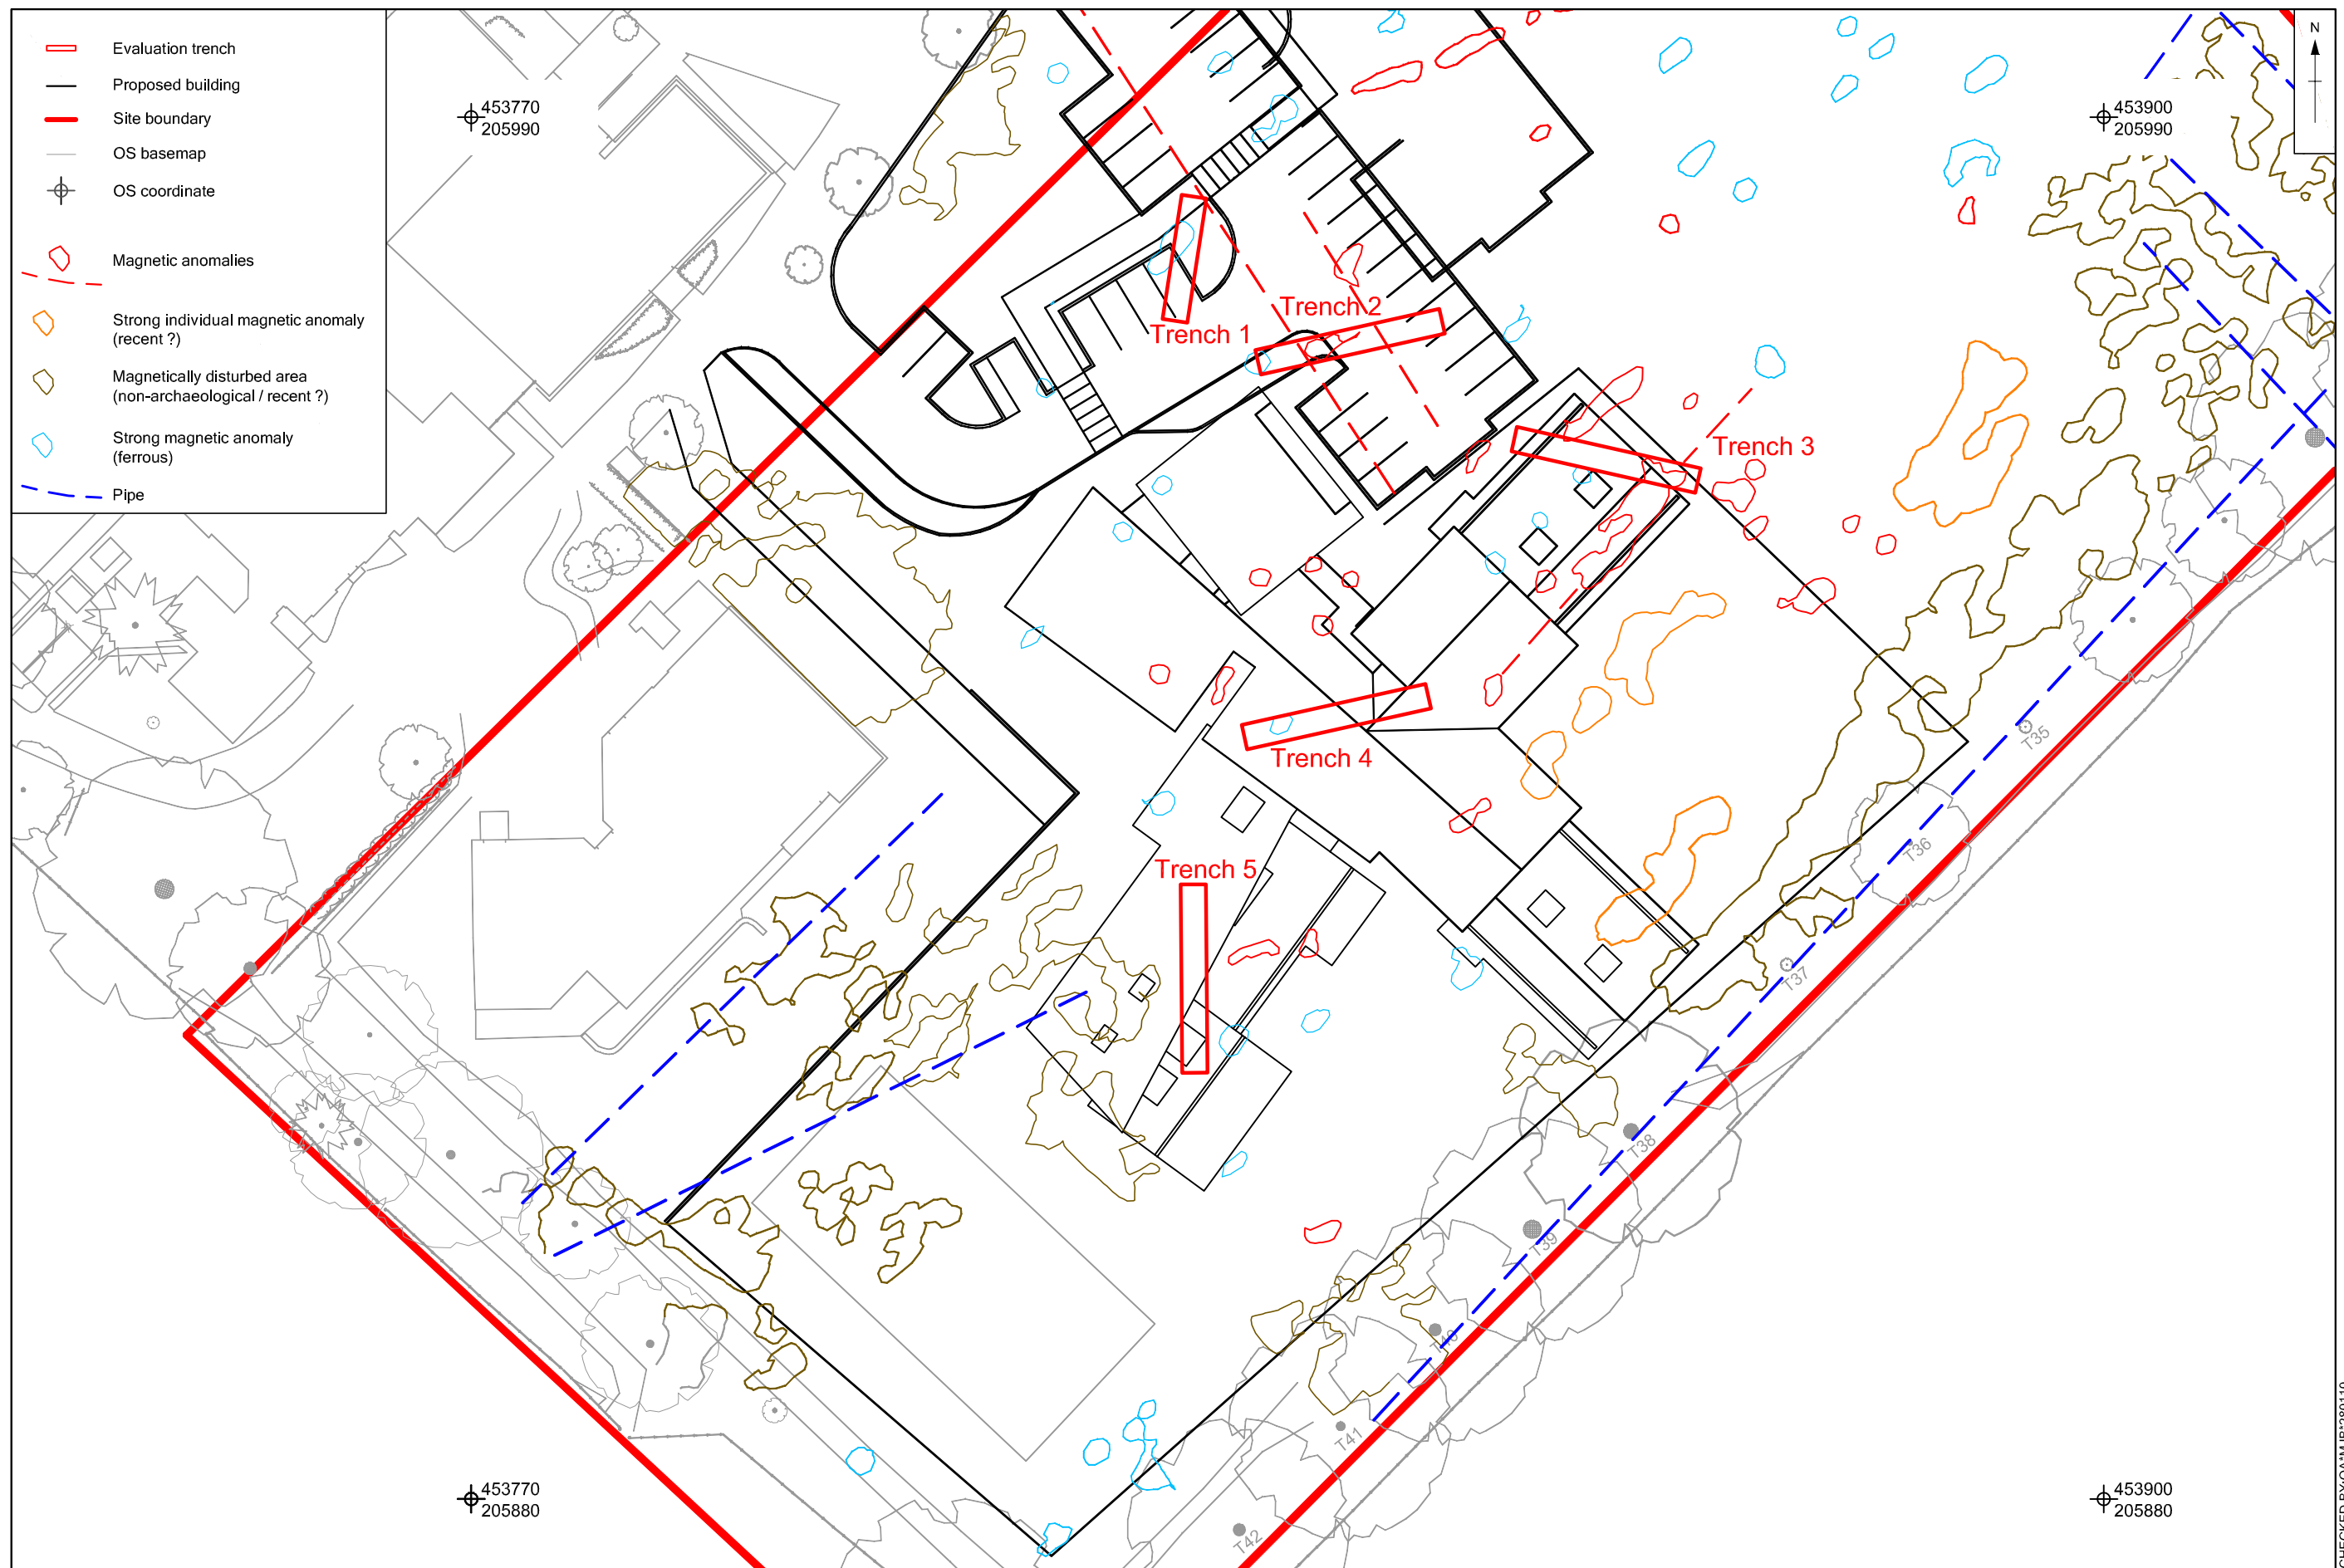 Evaluation trench
Proposed building
Site boundary
OS basemap
OS coordinate
Magnetic anomalies
Strong individual magnetic anomaly
(recent ?)
Magnetically disturbed area
(non-archaeological / recent ?)
Strong magnetic anomaly
(ferrous)
Pipe
453770
205990
453900
205990
N
Trench 1
Trench 2
Trench 3
Trench 4
Trench 5
T35
T36
T37
T38
T39
T40
T41
T42
453770
205880
453900
205880